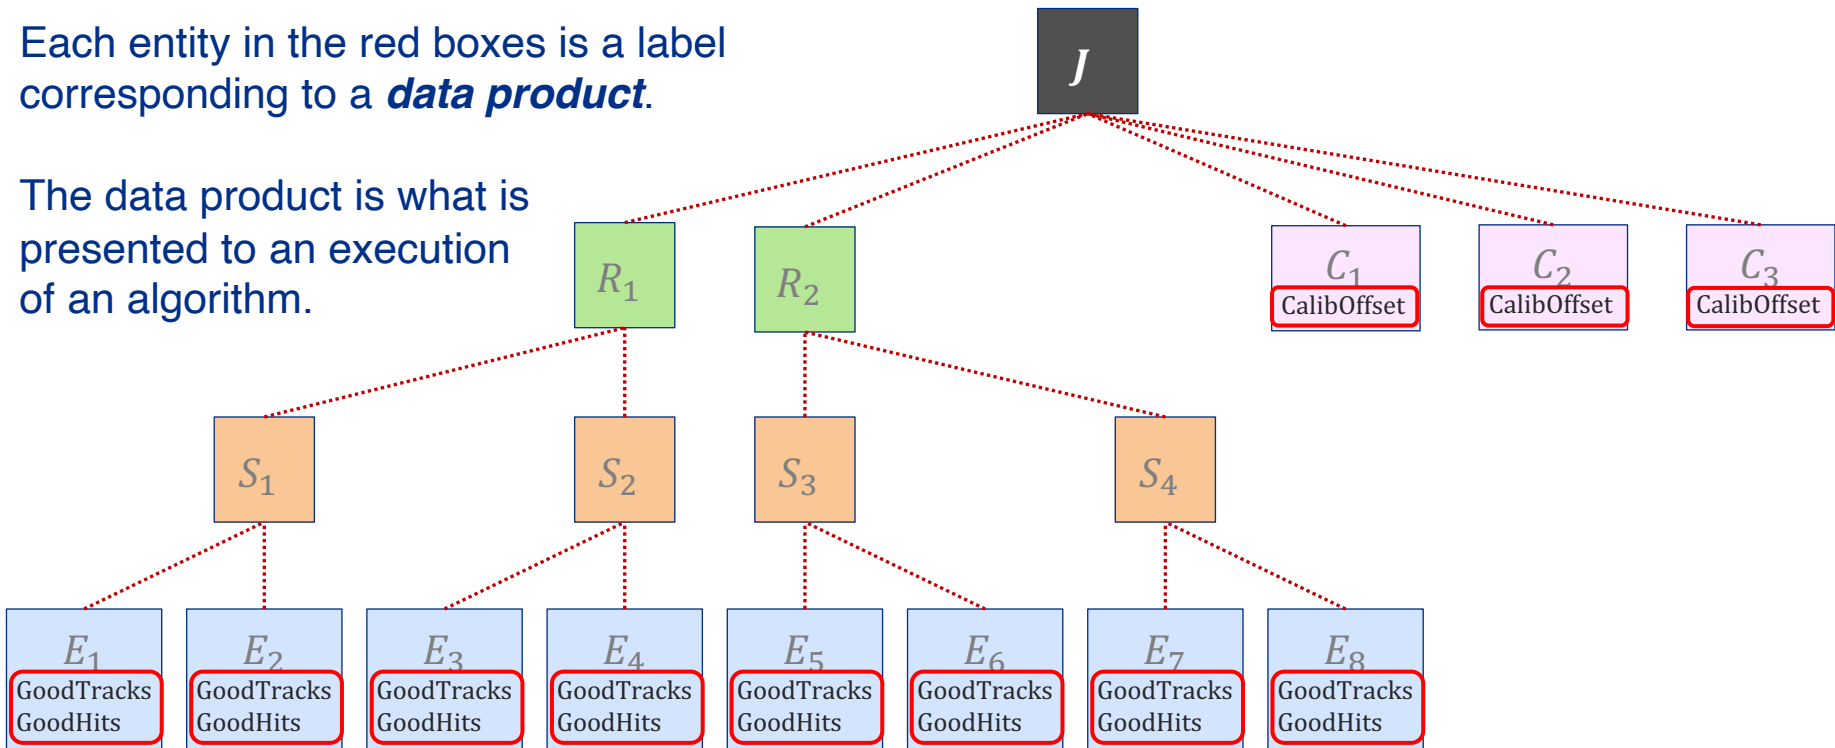 Each entity in the red boxes is a label
corresponding to a data product.
The data product is what is
presented to an execution
of an algorithm.
J
R₁
R₂
C₁
CalibOffset
C₂
CalibOffset
C₃
CalibOffset
S₁
S₂
S₃
S₄
E₁
GoodTracks
GoodHits
E₂
GoodTracks
GoodHits
E₃
GoodTracks
GoodHits
E₄
GoodTracks
GoodHits
E₅
GoodTracks
GoodHits
E₆
GoodTracks
GoodHits
E₇
GoodTracks
GoodHits
E₈
GoodTracks
GoodHits